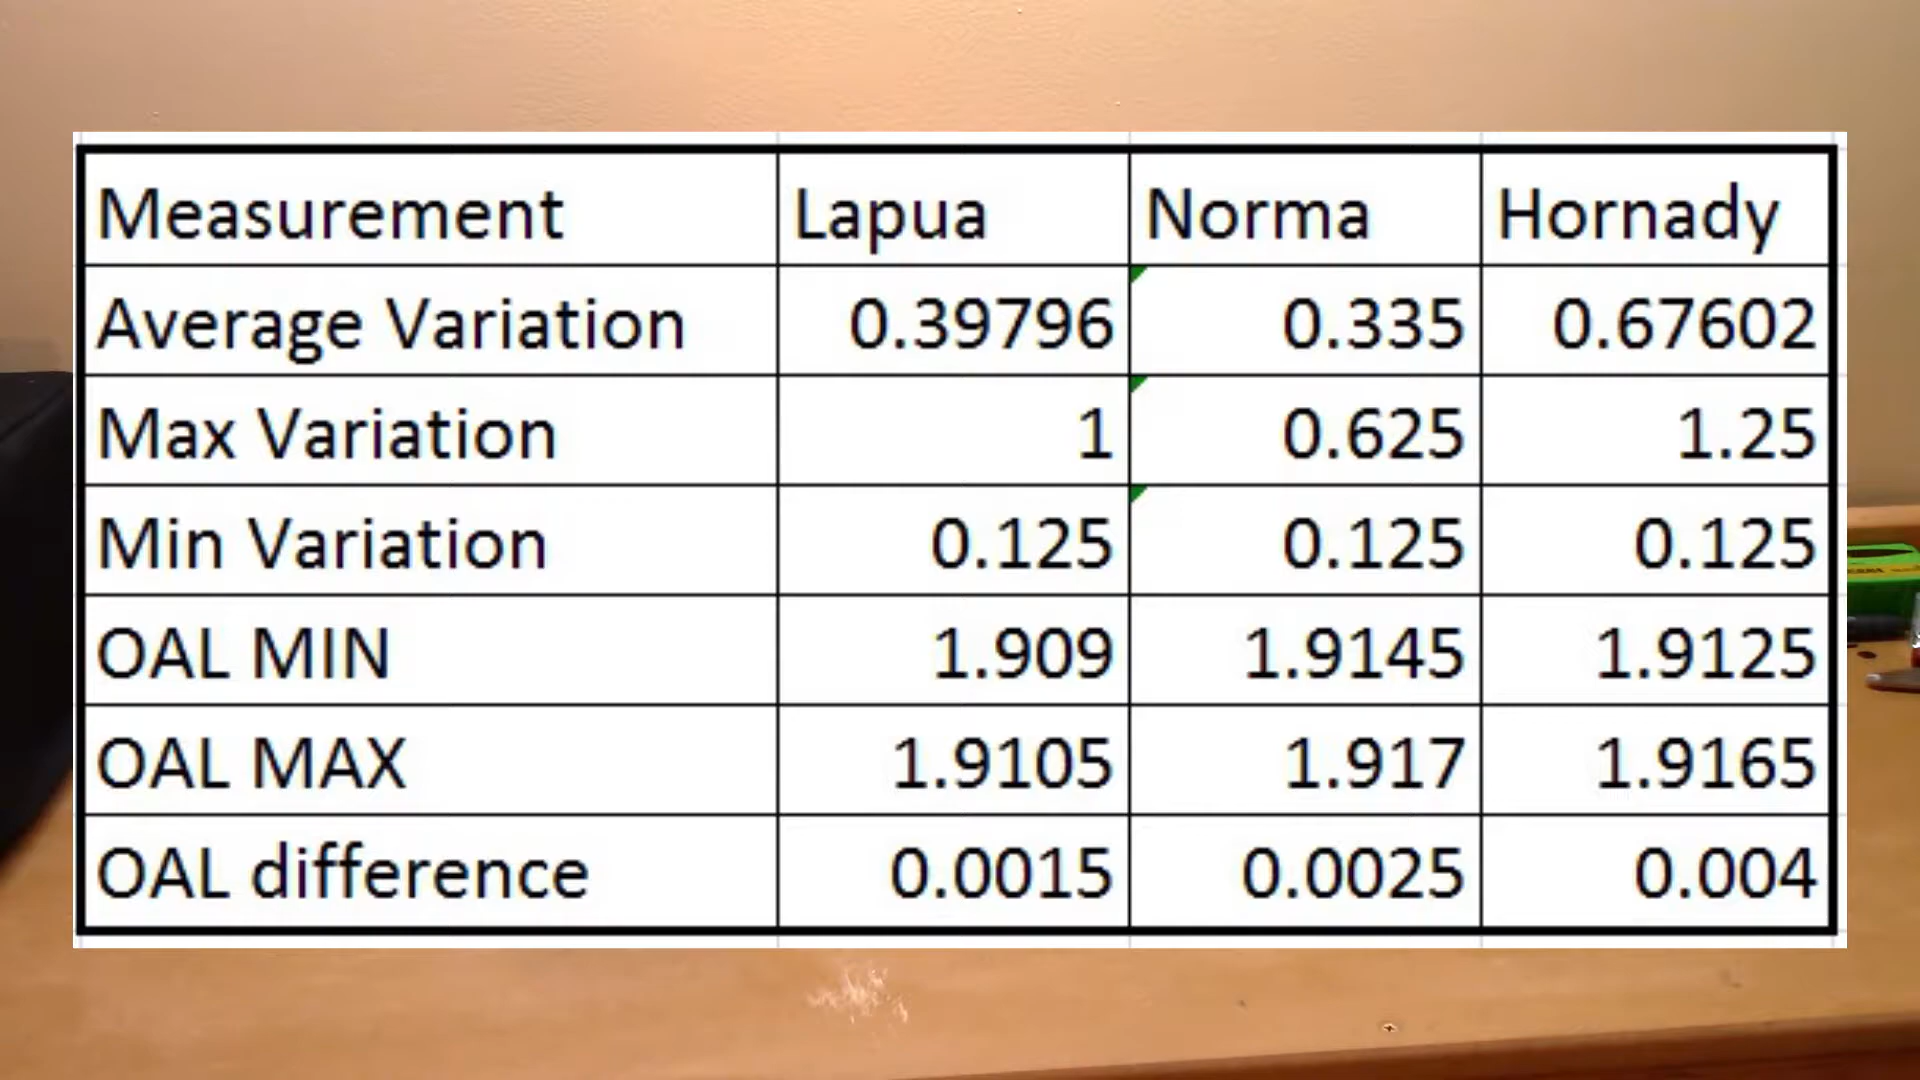 Measurement Lapua Norma Hornady
Average Variation 0.39796 0.335 0.67602
Max Variation 1 0.625 1.25
Min Variation 0.125 0.125 0.125
OAL MIN 1.909 1.9145 1.9125
OAL MAX 1.9105 1.917 1.9165
OAL difference 0.0015 0.0025 0.004